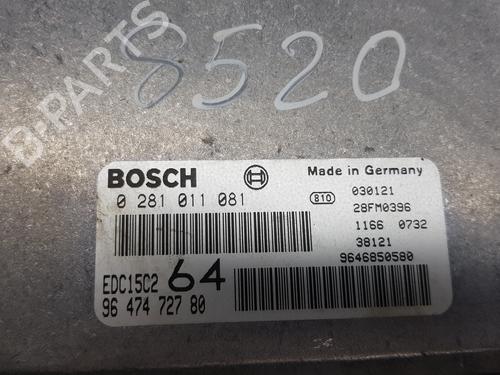 8520
B-PARTS
BOSCH
Made in Germany
0 281 011 081
810
030121
28FM0396
1166 0732
38121
9646850580
EDC15C2
64
96 474 727 80